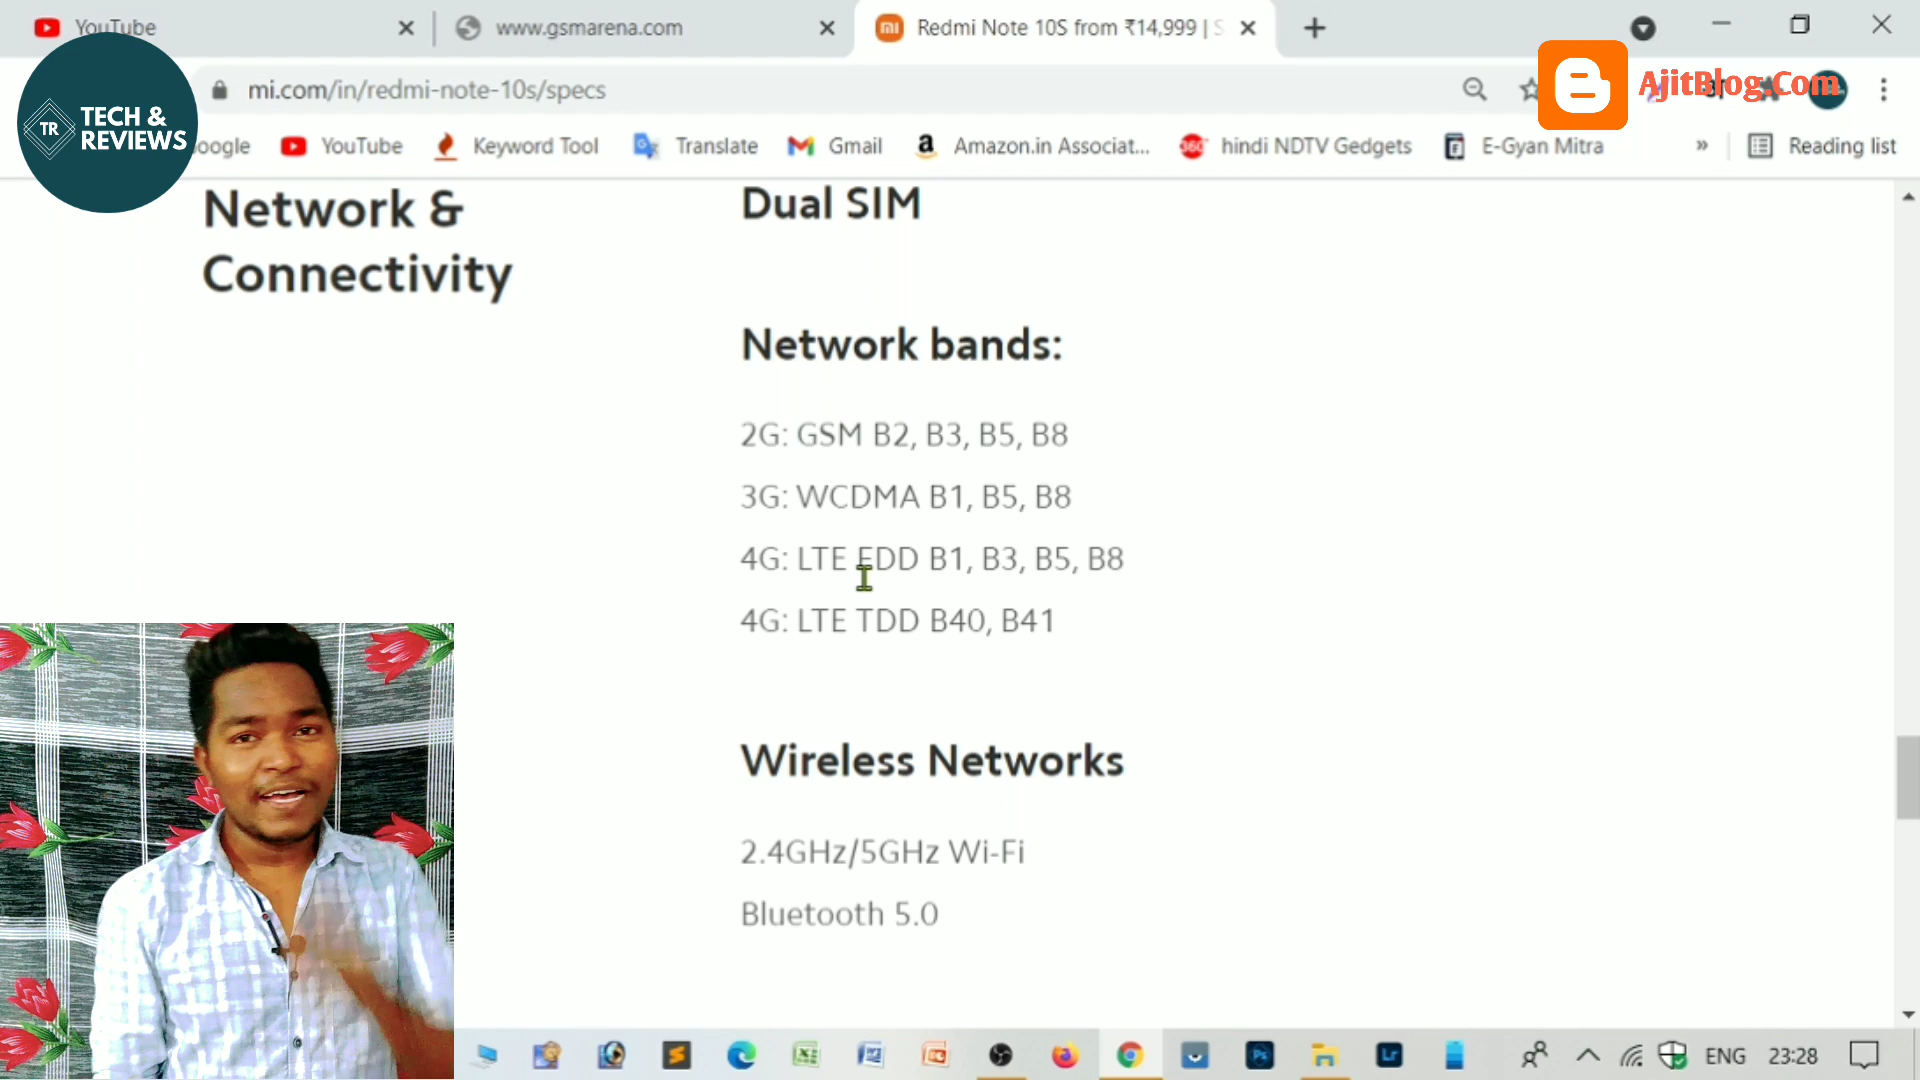 YouTube
www.gsmarena.com
Redmi Note 10S from ₹14,999 | S
mi.com/in/redmi-note-10s/specs
AjitBlog.Com
TR
TECH &
REVIEWS
oogle
YouTube
Keyword Tool
Translate
Gmail
Amazon.in Associat...
hindi NDTV Gedgets
E-Gyan Mitra
»
Reading list
Network &
Connectivity
Dual SIM
Network bands:
2G: GSM B2, B3, B5, B8
3G: WCDMA B1, B5, B8
4G: LTE FDD B1, B3, B5, B8
4G: LTE TDD B40, B41
Wireless Networks
2.4GHz/5GHz Wi-Fi
Bluetooth 5.0
Ps
Lr
ENG
23:28